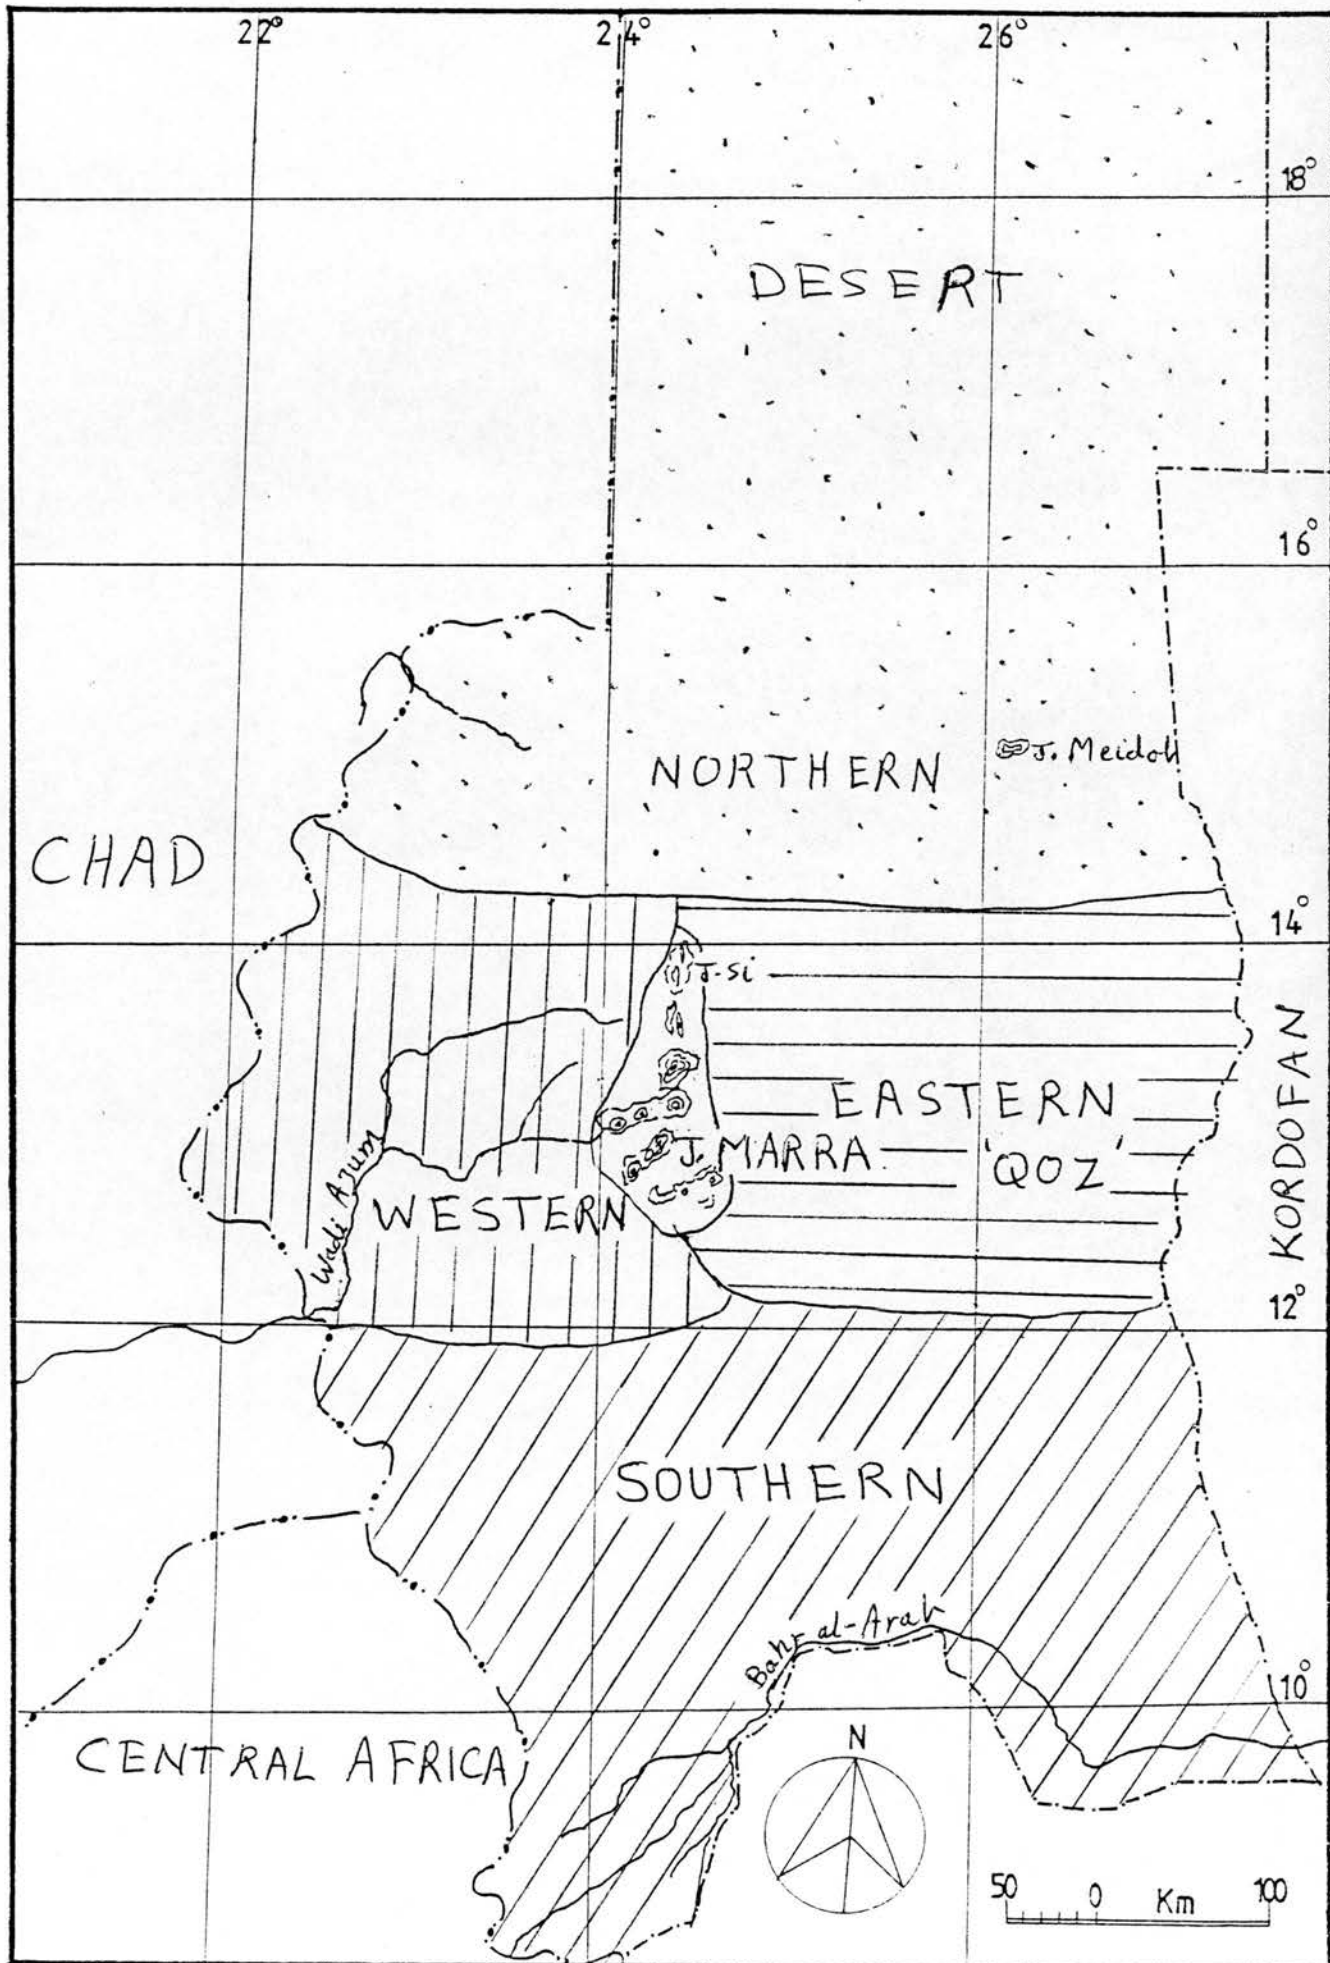 22°
24°
26°
18°
DESERT
16°
NORTHERN
J. Meidob
CHAD
14°
J. Si
EASTERN
J. MARRA
'QOZ'
KORDOFAN
Wadi Azum
WESTERN
12°
SOUTHERN
Bahr al-Arab
10°
CENTRAL AFRICA
N
50 0 Km 100